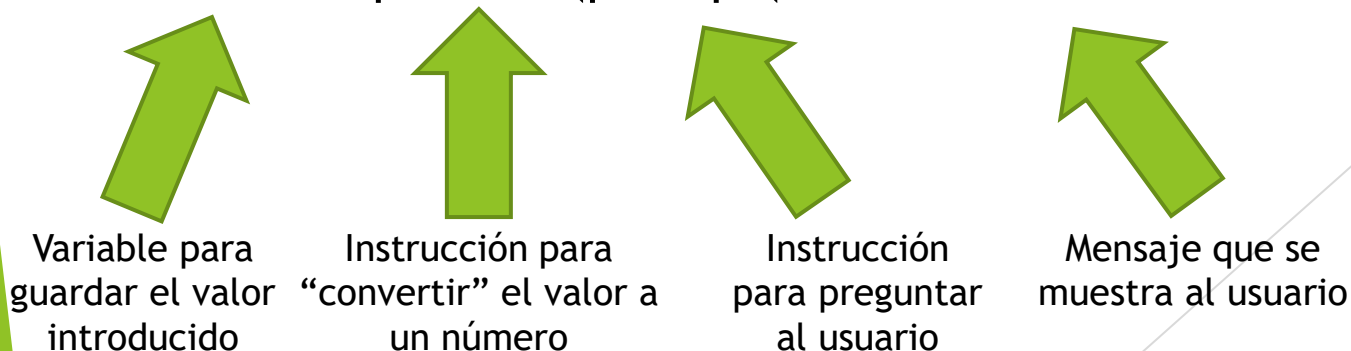 Variable para
guardar el valor
introducido
Instrucción para
“convertir” el valor a
un número
Instrucción
para preguntar
al usuario
Mensaje que se
muestra al usuario